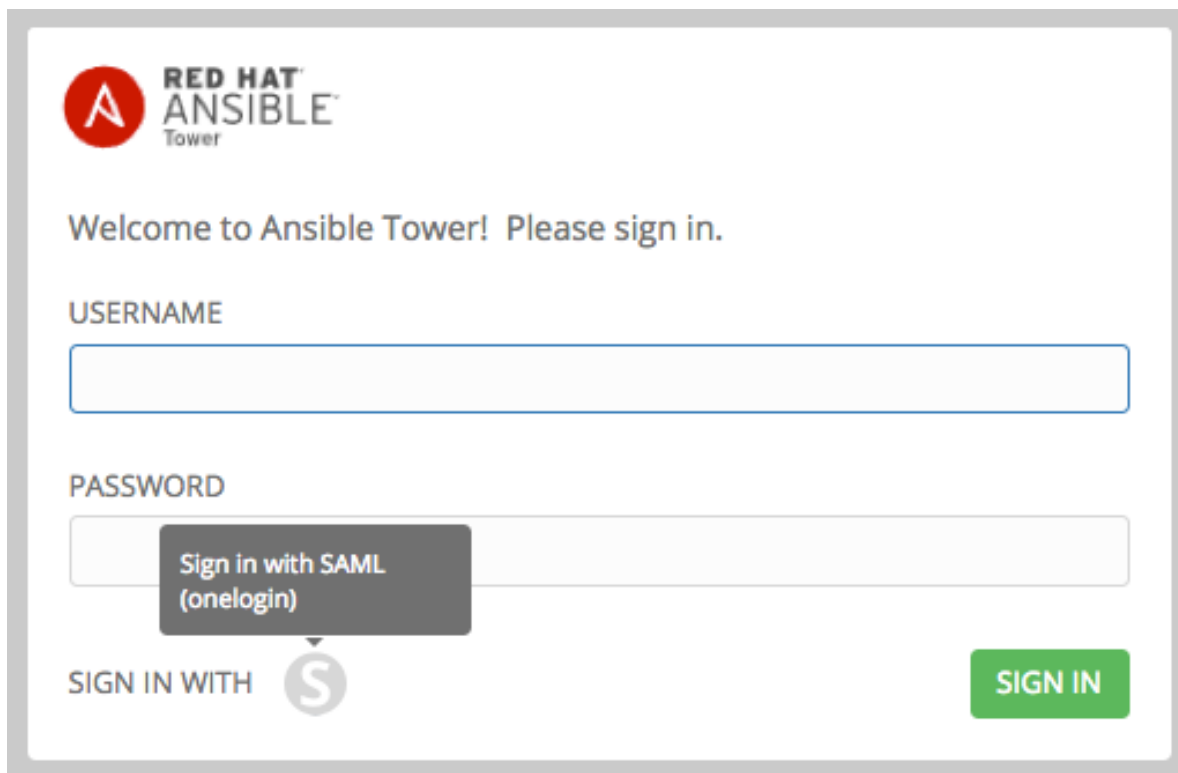 RED HAT
ANSIBLE
Tower
Welcome to Ansible Tower! Please sign in.
USERNAME
PASSWORD
Sign in with SAML
(onelogin)
SIGN IN WITH S
SIGN IN